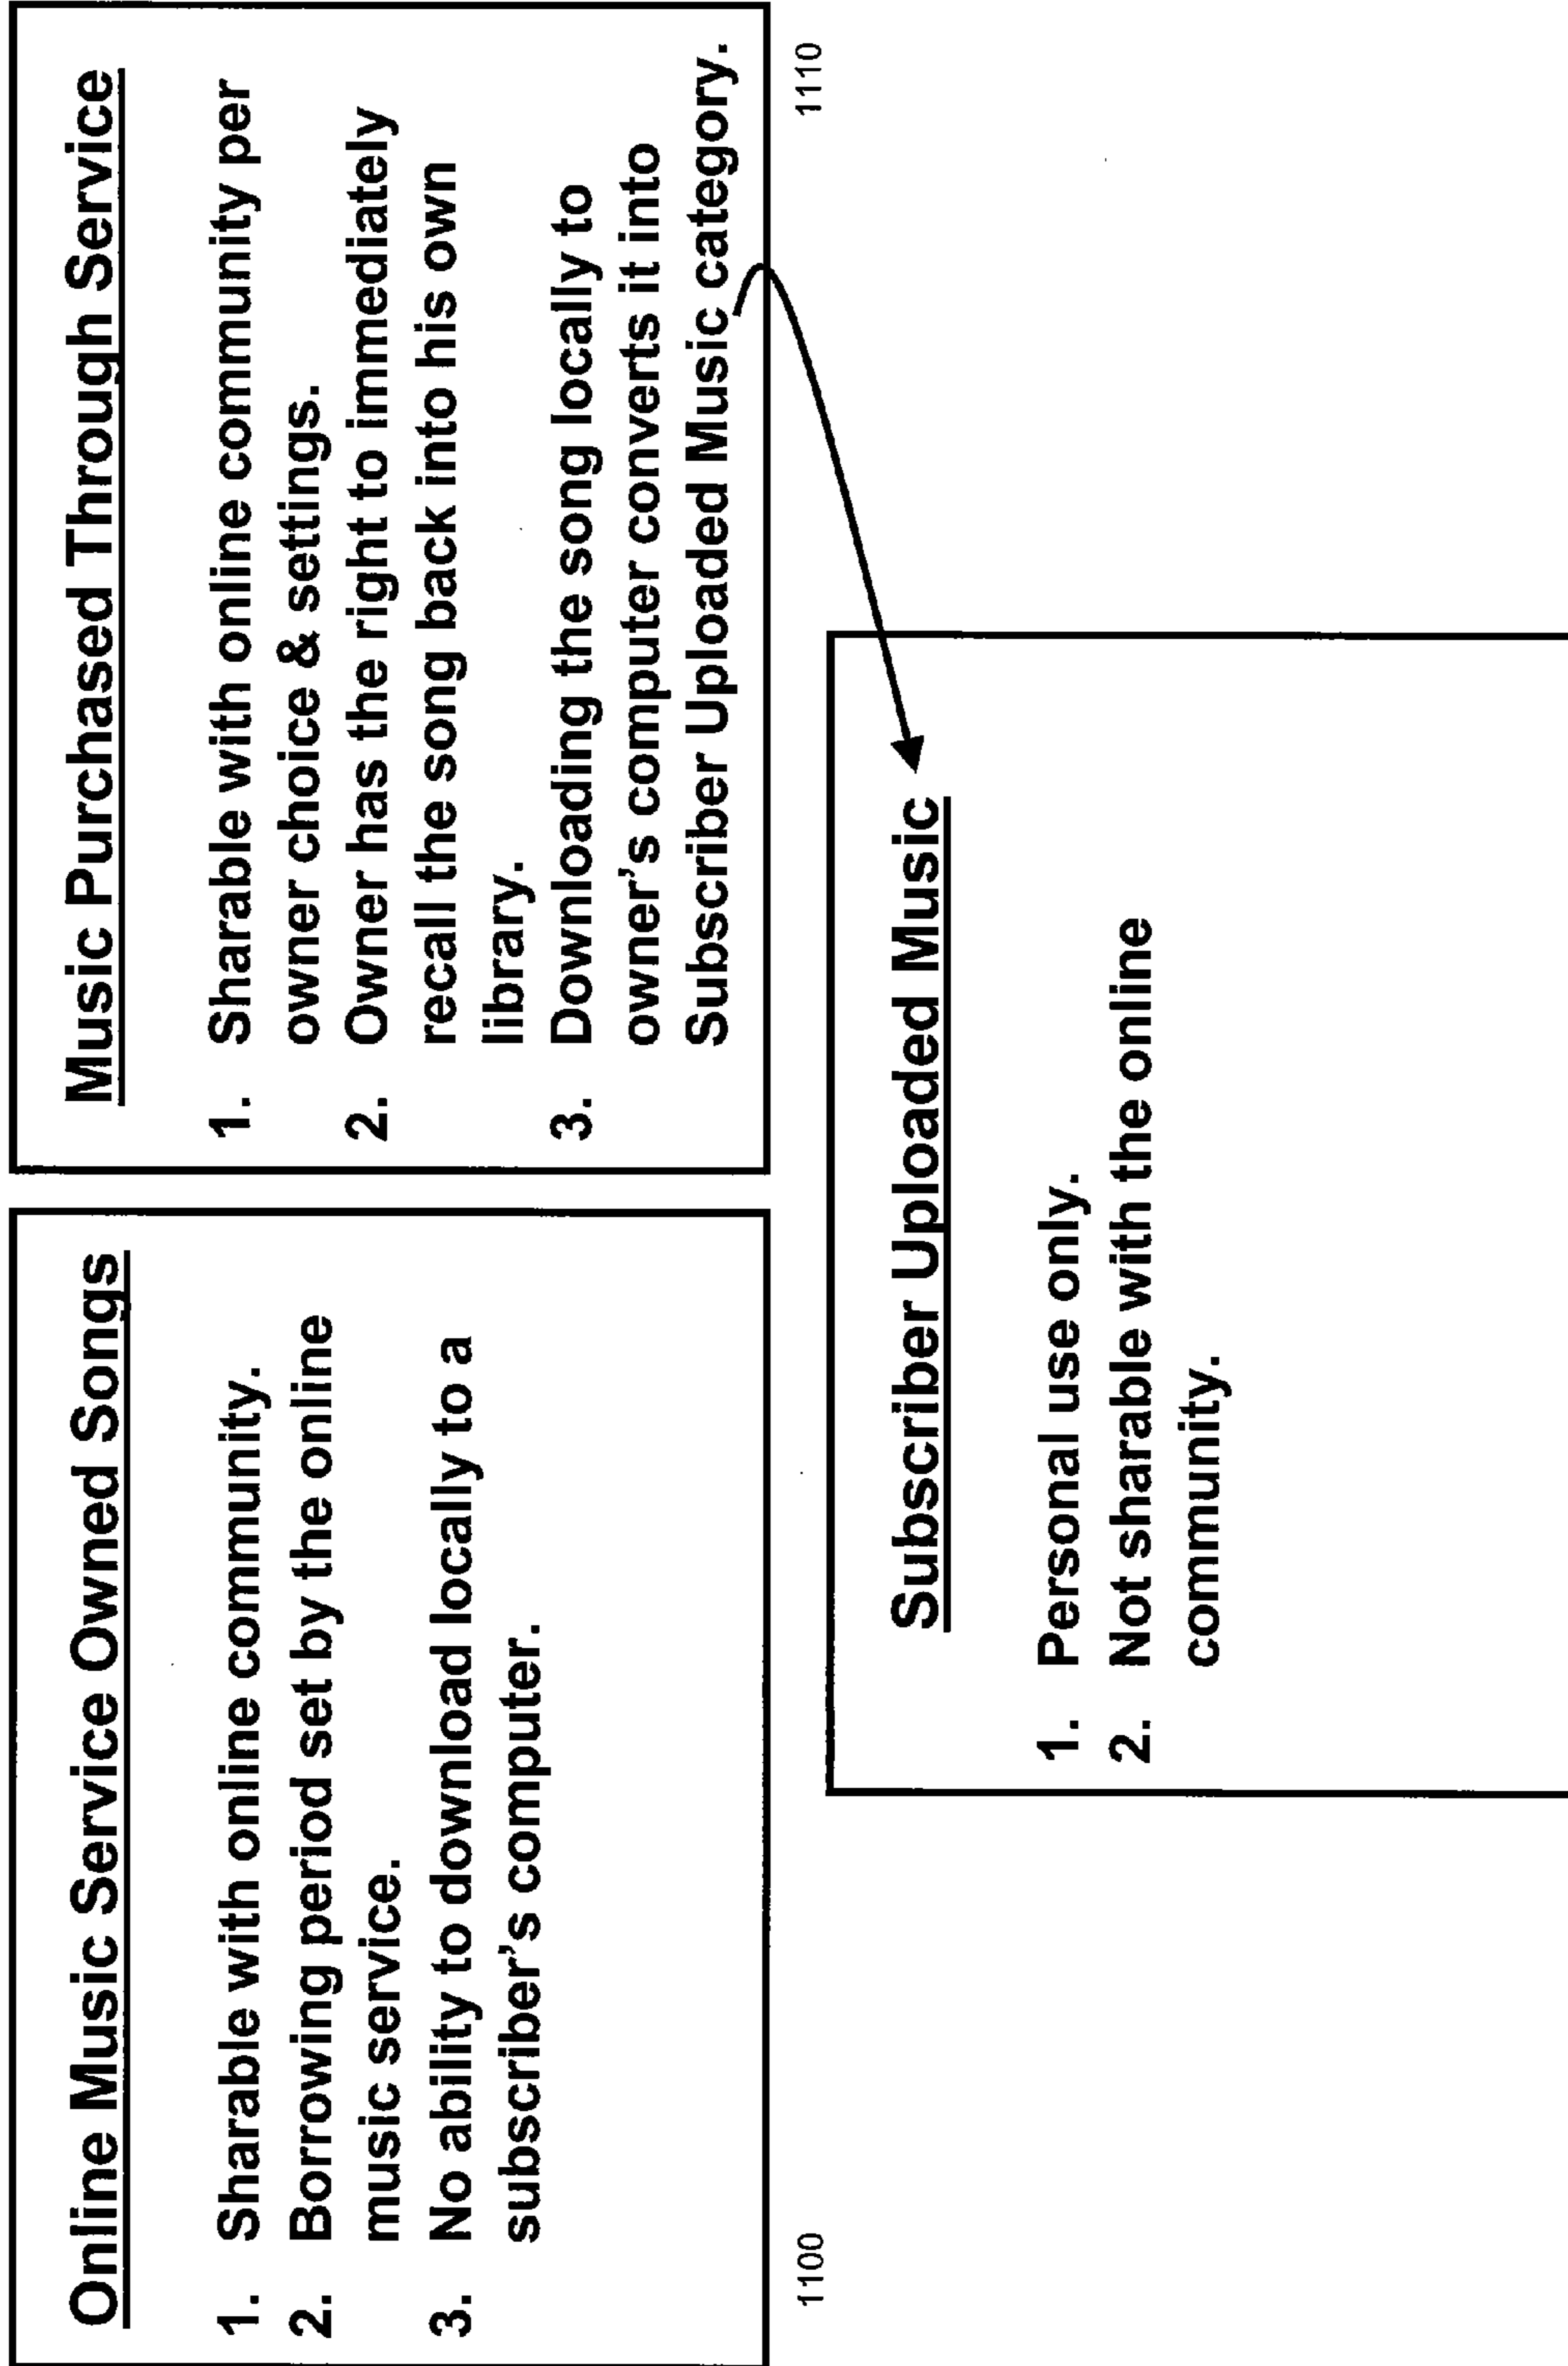 Online Music Service Owned Songs
1. Sharable with online community.
2. Borrowing period set by the online
music service.
3. No ability to download locally to a
subscriber's computer.
1100
Music Purchased Through Service
1. Sharable with online community per
owner choice & settings.
2. Owner has the right to immediately
recall the song back into his own
library.
3. Downloading the song locally to
owner's computer converts it into
Subscriber Uploaded Music category.
1110
Subscriber Uploaded Music
1. Personal use only.
2. Not sharable with the online
community.